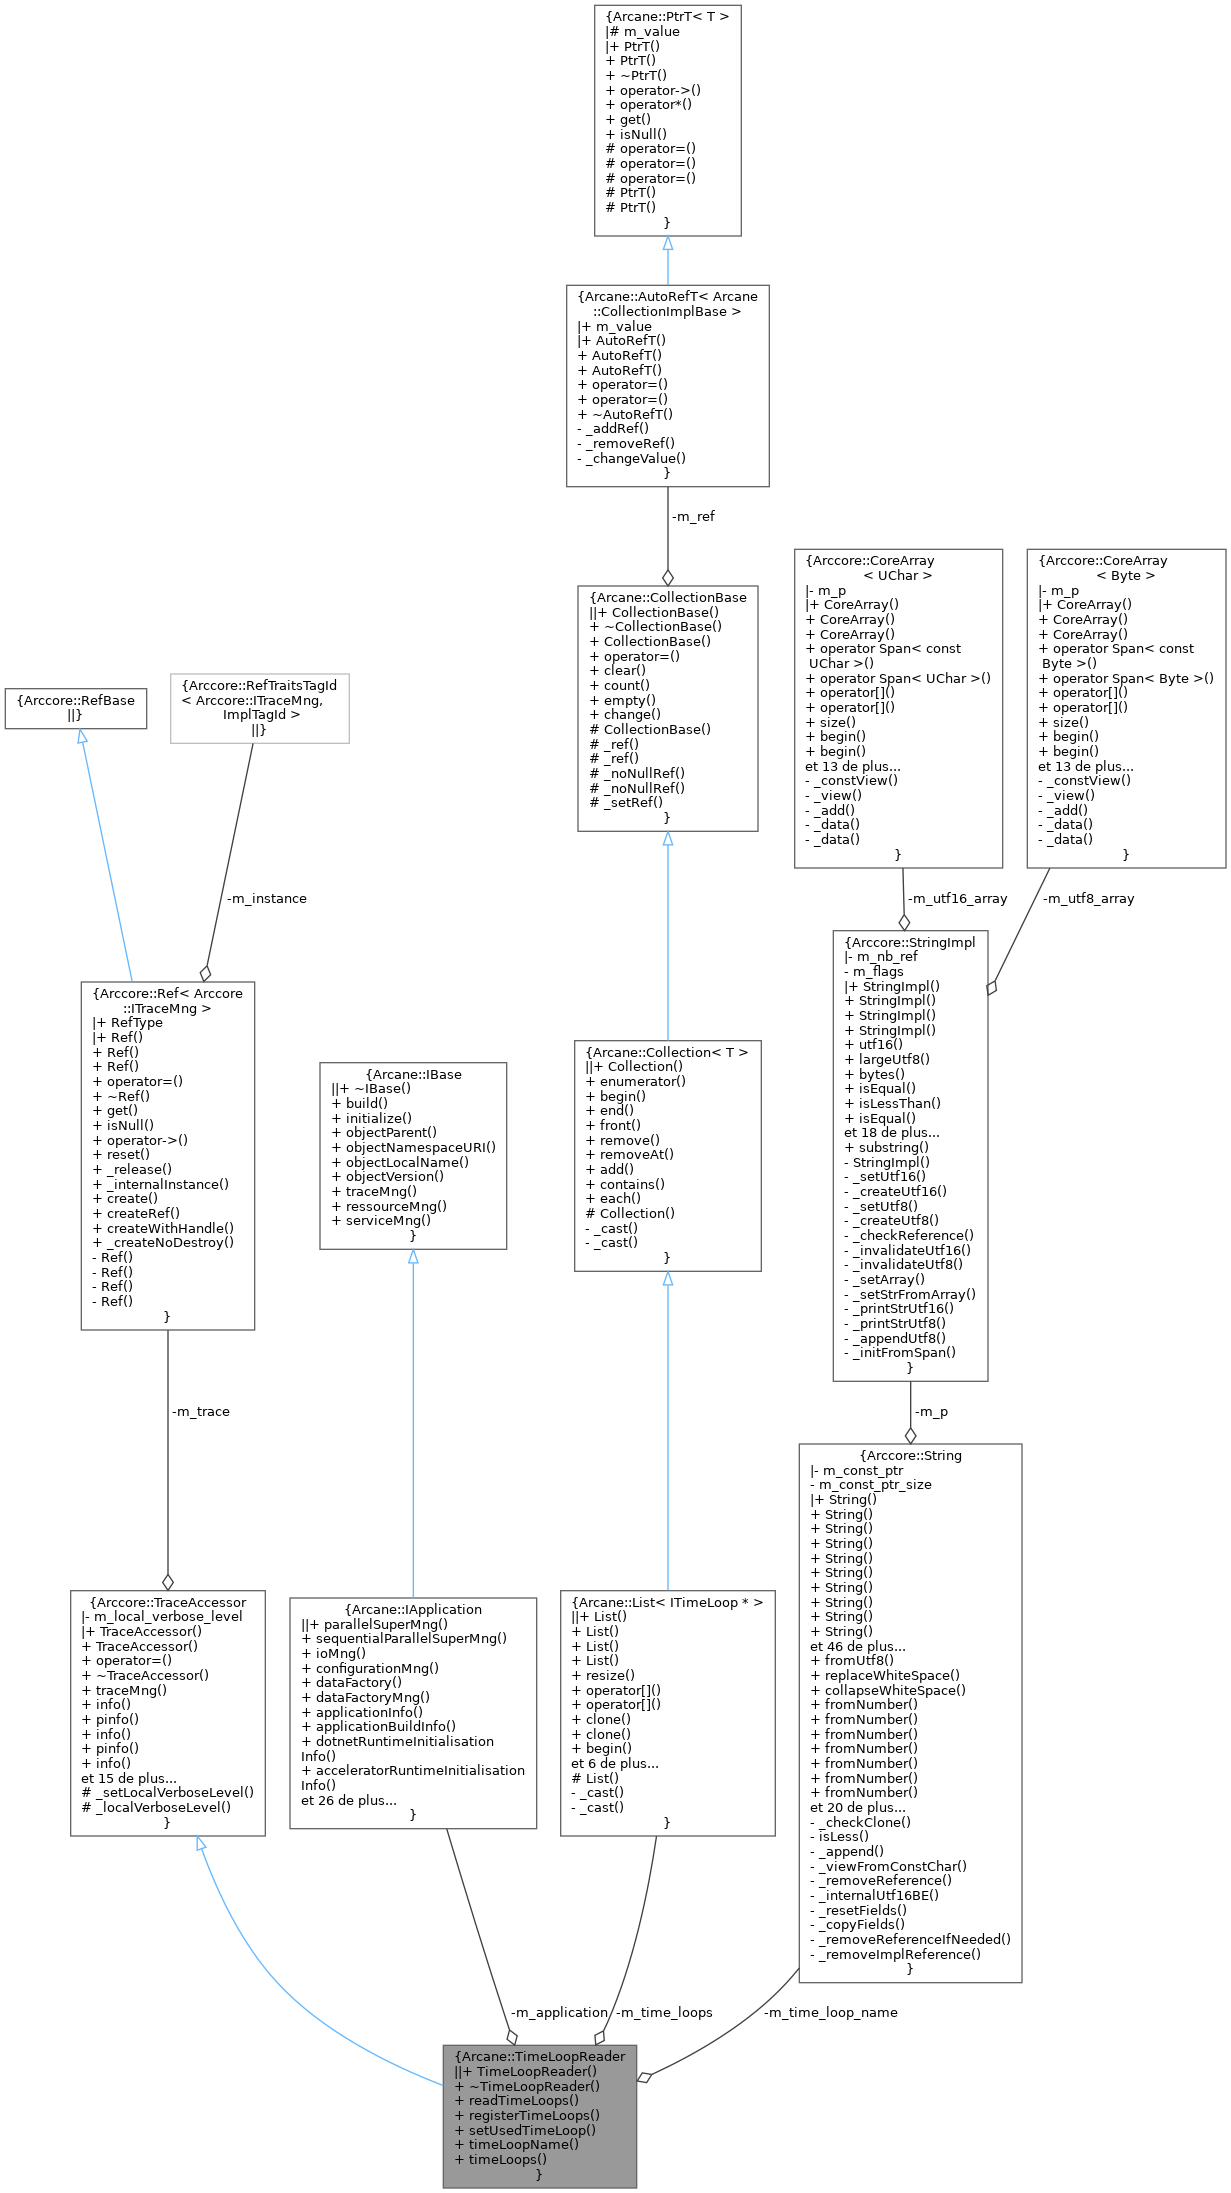 {Arcane::PtrT< T >
|# m_value
|+ PtrT()
+ PtrT()
+ ~PtrT()
+ operator->()
+ operator*()
+ get()
+ isNull()
# operator=()
# operator=()
# operator=()
# PtrT()
# PtrT()
}
{Arcane::AutoRefT< Arcane
::CollectionImplBase >
|+ m_value
|+ AutoRefT()
+ AutoRefT()
+ AutoRefT()
+ operator=()
+ operator=()
+ ~AutoRefT()
- _addRef()
- _removeRef()
- _changeValue()
}
-m_ref
{Arcane::CollectionBase
||+ CollectionBase()
+ ~CollectionBase()
+ CollectionBase()
+ operator=()
+ clear()
+ count()
+ empty()
+ change()
# CollectionBase()
# _ref()
# _ref()
# _noNullRef()
# _noNullRef()
# _setRef()
}
{Arccore::CoreArray
< UChar >
|- m_p
|+ CoreArray()
+ CoreArray()
+ CoreArray()
+ operator Span< const
UChar >()
+ operator Span< UChar >()
+ operator[]()
+ operator[]()
+ size()
+ begin()
+ begin()
et 13 de plus...
- _constView()
- _view()
- _add()
- _data()
- _data()
}
{Arccore::CoreArray
< Byte >
|- m_p
|+ CoreArray()
+ CoreArray()
+ CoreArray()
+ operator Span< const
Byte >()
+ operator Span< Byte >()
+ operator[]()
+ operator[]()
+ size()
+ begin()
+ begin()
et 13 de plus...
- _constView()
- _view()
- _add()
- _data()
- _data()
}
{Arccore::RefBase
||}
{Arccore::RefTraitsTagId
< Arccore::ITraceMng,
ImplTagId >
||}
-m_instance
-m_utf16_array
-m_utf8_array
{Arccore::Ref< Arccore
::ITraceMng >
|+ RefType
|+ Ref()
+ Ref()
+ Ref()
+ operator=()
+ ~Ref()
+ get()
+ isNull()
+ operator->()
+ reset()
+ _release()
+ _internalInstance()
+ create()
+ createRef()
+ createWithHandle()
+ _createNoDestroy()
- Ref()
- Ref()
- Ref()
- Ref()
}
{Arcane::IBase
||+ ~IBase()
+ build()
+ initialize()
+ objectParent()
+ objectNamespaceURI()
+ objectLocalName()
+ objectVersion()
+ traceMng()
+ ressourceMng()
+ serviceMng()
}
{Arcane::Collection< T >
||+ Collection()
+ enumerator()
+ begin()
+ end()
+ front()
+ remove()
+ removeAt()
+ add()
+ contains()
+ each()
# Collection()
- _cast()
- _cast()
}
{Arccore::StringImpl
|- m_nb_ref
- m_flags
|+ StringImpl()
+ StringImpl()
+ StringImpl()
+ StringImpl()
+ utf16()
+ largeUtf8()
+ bytes()
+ isEqual()
+ isLessThan()
+ isEqual()
et 18 de plus...
+ substring()
- StringImpl()
- _setUtf16()
- _createUtf16()
- _setUtf8()
- _createUtf8()
- _checkReference()
- _invalidateUtf16()
- _invalidateUtf8()
- _setArray()
- _setStrFromArray()
- _printStrUtf16()
- _printStrUtf8()
- _appendUtf8()
- _initFromSpan()
}
-m_trace
-m_p
{Arccore::TraceAccessor
|- m_local_verbose_level
|+ TraceAccessor()
+ TraceAccessor()
+ operator=()
+ ~TraceAccessor()
+ traceMng()
+ info()
+ pinfo()
+ info()
+ pinfo()
+ info()
et 15 de plus...
# _setLocalVerboseLevel()
# _localVerboseLevel()
}
{Arcane::IApplication
||+ parallelSuperMng()
+ sequentialParallelSuperMng()
+ ioMng()
+ configurationMng()
+ dataFactory()
+ dataFactoryMng()
+ applicationInfo()
+ applicationBuildInfo()
+ dotnetRuntimeInitialisation
Info()
+ acceleratorRuntimeInitialisation
Info()
et 26 de plus...
}
{Arcane::List< ITimeLoop * >
||+ List()
+ List()
+ List()
+ List()
+ resize()
+ operator[]()
+ operator[]()
+ clone()
+ clone()
+ begin()
et 6 de plus...
# List()
- _cast()
- _cast()
}
{Arccore::String
|- m_const_ptr
- m_const_ptr_size
|+ String()
+ String()
+ String()
+ String()
+ String()
+ String()
+ String()
+ String()
+ String()
+ String()
et 46 de plus...
+ fromUtf8()
+ replaceWhiteSpace()
+ collapseWhiteSpace()
+ fromNumber()
+ fromNumber()
+ fromNumber()
+ fromNumber()
+ fromNumber()
+ fromNumber()
+ fromNumber()
et 20 de plus...
- _checkClone()
- isLess()
- _append()
- _viewFromConstChar()
- _removeReference()
- _internalUtf16BE()
- _resetFields()
- _copyFields()
- _removeReferenceIfNeeded()
- _removeImplReference()
}
-m_application
-m_time_loops
-m_time_loop_name
{Arcane::TimeLoopReader
||+ TimeLoopReader()
+ ~TimeLoopReader()
+ readTimeLoops()
+ registerTimeLoops()
+ setUsedTimeLoop()
+ timeLoopName()
+ timeLoops()
}